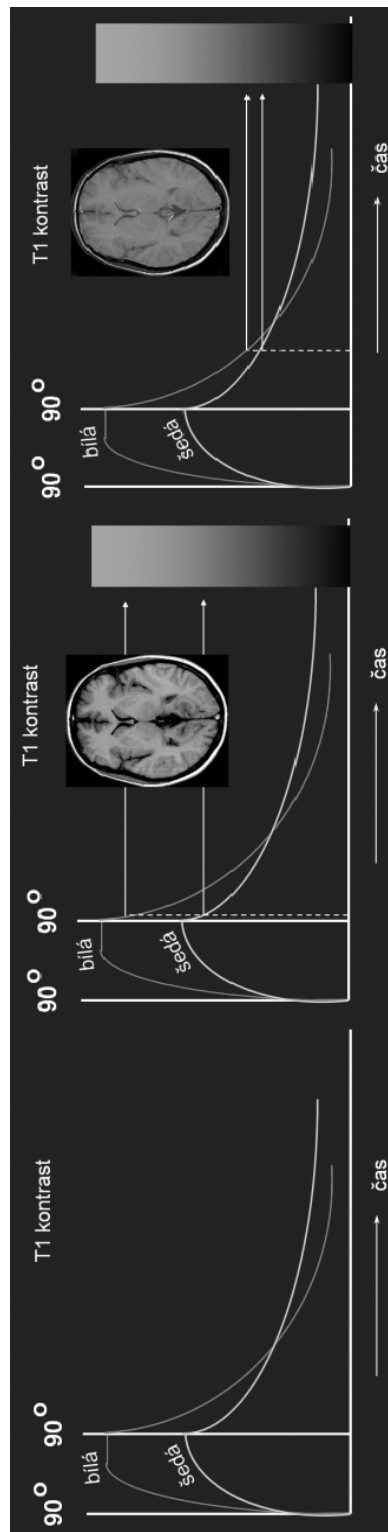 90° 90° T1 kontrast
bílá
šedá
čas
90° 90° T1 kontrast
bílá
šedá
čas
90° 90° T1 kontrast
bílá
šedá
čas